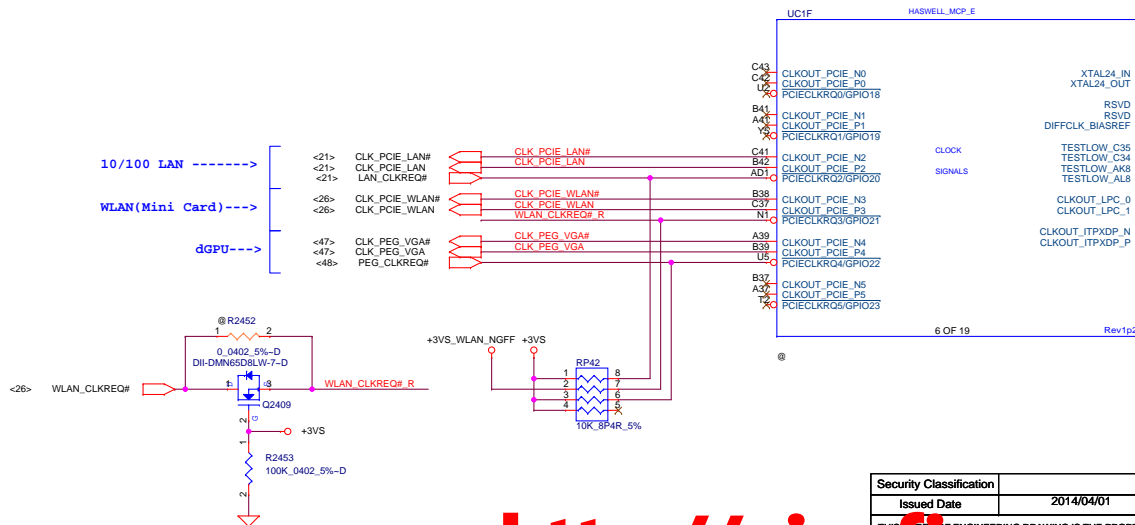 UC1F
HASWELL_MCP_E
C43 CLKOUT_PCIE_N0 XTAL24_IN
C42 CLKOUT_PCIE_P0 XTAL24_OUT
U2 PCIECLKRQ0/GPIO18
RSVD
B41 CLKOUT_PCIE_N1 RSVD
A41 CLKOUT_PCIE_P1 DIFFCLK_BIASREF
Y5 PCIECLKRQ1/GPIO19
10/100 LAN ------->
<21> CLK_PCIE_LAN# CLK_PCIE_LAN# C41 CLKOUT_PCIE_N2 CLOCK TESTLOW_C35
<21> CLK_PCIE_LAN CLK_PCIE_LAN B42 CLKOUT_PCIE_P2 TESTLOW_C34
<21> LAN_CLKREQ# AD1 PCIECLKRQ2/GPIO20 SIGNALS TESTLOW_AK8
TESTLOW_AL8
WLAN(Mini Card)--->
<26> CLK_PCIE_WLAN# CLK_PCIE_WLAN# B38 CLKOUT_PCIE_N3 CLKOUT_LPC_0
<26> CLK_PCIE_WLAN CLK_PCIE_WLAN C37 CLKOUT_PCIE_P3 CLKOUT_LPC_1
WLAN_CLKREQ#_R N1 PCIECLKRQ3/GPIO21
CLKOUT_ITPXDP_N
CLKOUT_ITPXDP_P
dGPU--->
<47> CLK_PEG_VGA# CLK_PEG_VGA# A39 CLKOUT_PCIE_N4
<47> CLK_PEG_VGA CLK_PEG_VGA B39 CLKOUT_PCIE_P4
<48> PEG_CLKREQ# U5 PCIECLKRQ4/GPIO22
B37 CLKOUT_PCIE_N5
A37 CLKOUT_PCIE_P5
T2 PCIECLKRQ5/GPIO23
6 OF 19 Rev1p2
@
@R2452
1 2
0_0402_5%-D
DII-DMN65D8LW-7-D
<26> WLAN_CLKREQ# 1 D S 3 WLAN_CLKREQ#_R
Q2409
2 G
+3VS
1
R2453
100K_0402_5%-D
2
+3VS_WLAN_NGFF +3VS
RP42
1 8
2 7
3 6
4 5
10K_8P4R_5%
Security Classification
Issued Date 2014/04/01